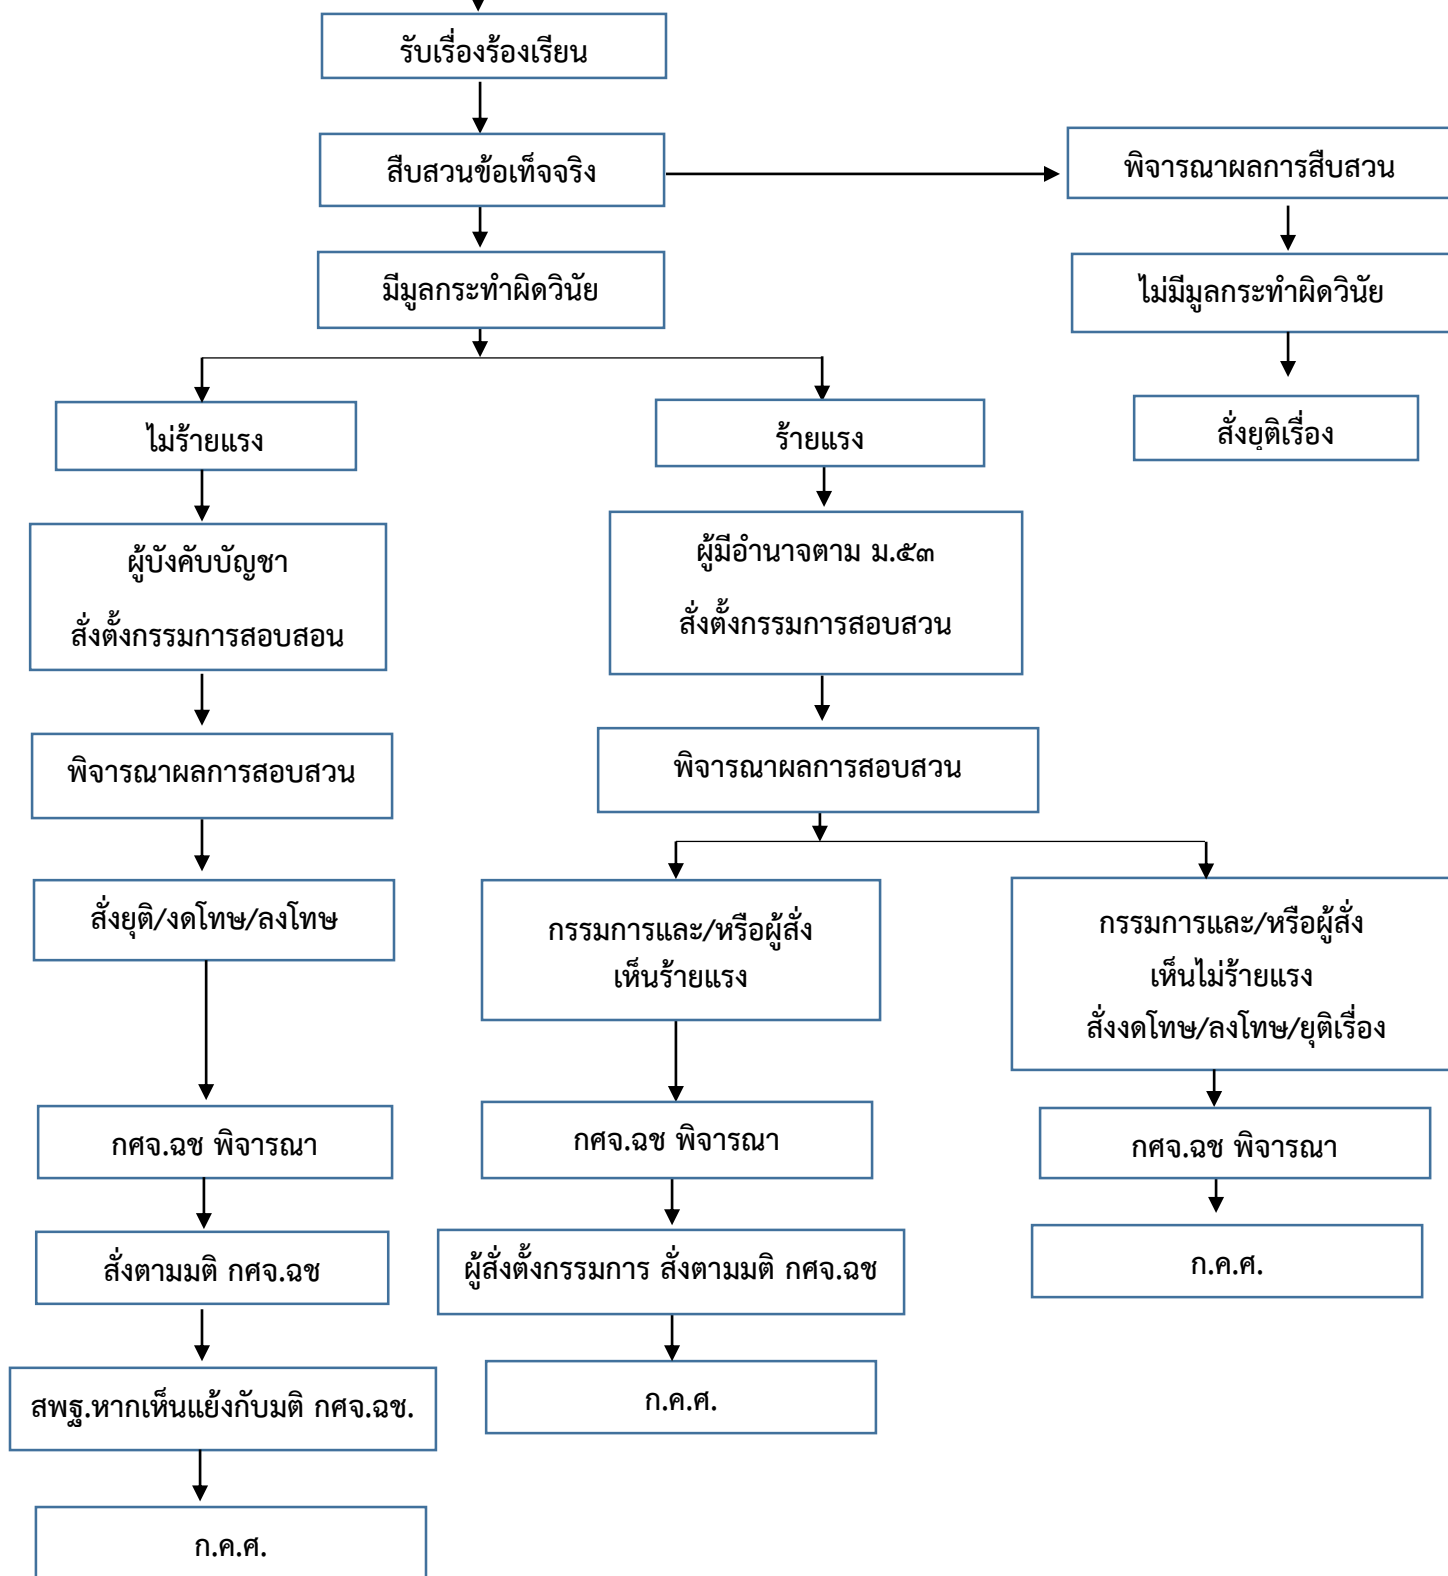 รับเรื่องร้องเรียน
สืบสวนข้อเท็จจริง
พิจารณาผลการสืบสวน
มีมูลกระทำผิดวินัย
ไม่มีมูลกระทำผิดวินัย
สั่งยุติเรื่อง
ไม่ร้ายแรง
ร้ายแรง
ผู้บังคับบัญชา
สั่งตั้งกรรมการสอบสอน
ผู้มีอำนาจตาม ม.๕๓
สั่งตั้งกรรมการสอบสวน
พิจารณาผลการสอบสวน
พิจารณาผลการสอบสวน
สั่งยุติ/งดโทษ/ลงโทษ
กรรมการและ/หรือผู้สั่ง
เห็นร้ายแรง
กรรมการและ/หรือผู้สั่ง
เห็นไม่ร้ายแรง
สั่งงดโทษ/ลงโทษ/ยุติเรื่อง
กศจ.ฉช พิจารณา
กศจ.ฉช พิจารณา
กศจ.ฉช พิจารณา
สั่งตามมติ กศจ.ฉช
ผู้สั่งตั้งกรรมการ สั่งตามมติ กศจ.ฉช
ก.ค.ศ.
สพฐ.หากเห็นแย้งกับมติ กศจ.ฉช.
ก.ค.ศ.
ก.ค.ศ.